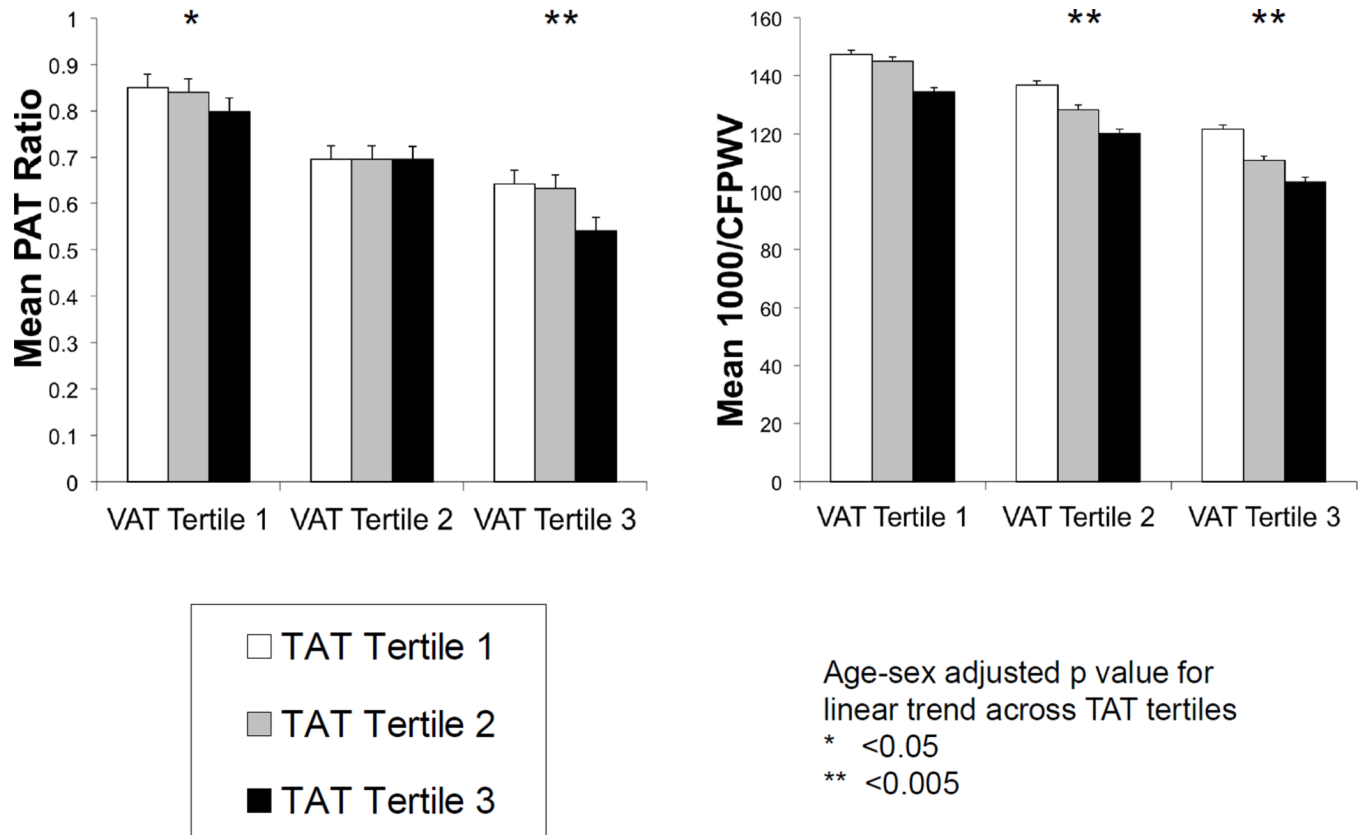 Mean PAT Ratio
1
0.9
0.8
0.7
0.6
0.5
0.4
0.3
0.2
0.1
0
*
**
VAT Tertile 1
VAT Tertile 2
VAT Tertile 3
Mean 1000/CFPWV
160
140
120
100
80
60
40
20
0
**
**
VAT Tertile 1
VAT Tertile 2
VAT Tertile 3
TAT Tertile 1
TAT Tertile 2
TAT Tertile 3
Age-sex adjusted p value for
linear trend across TAT tertiles
* <0.05
** <0.005